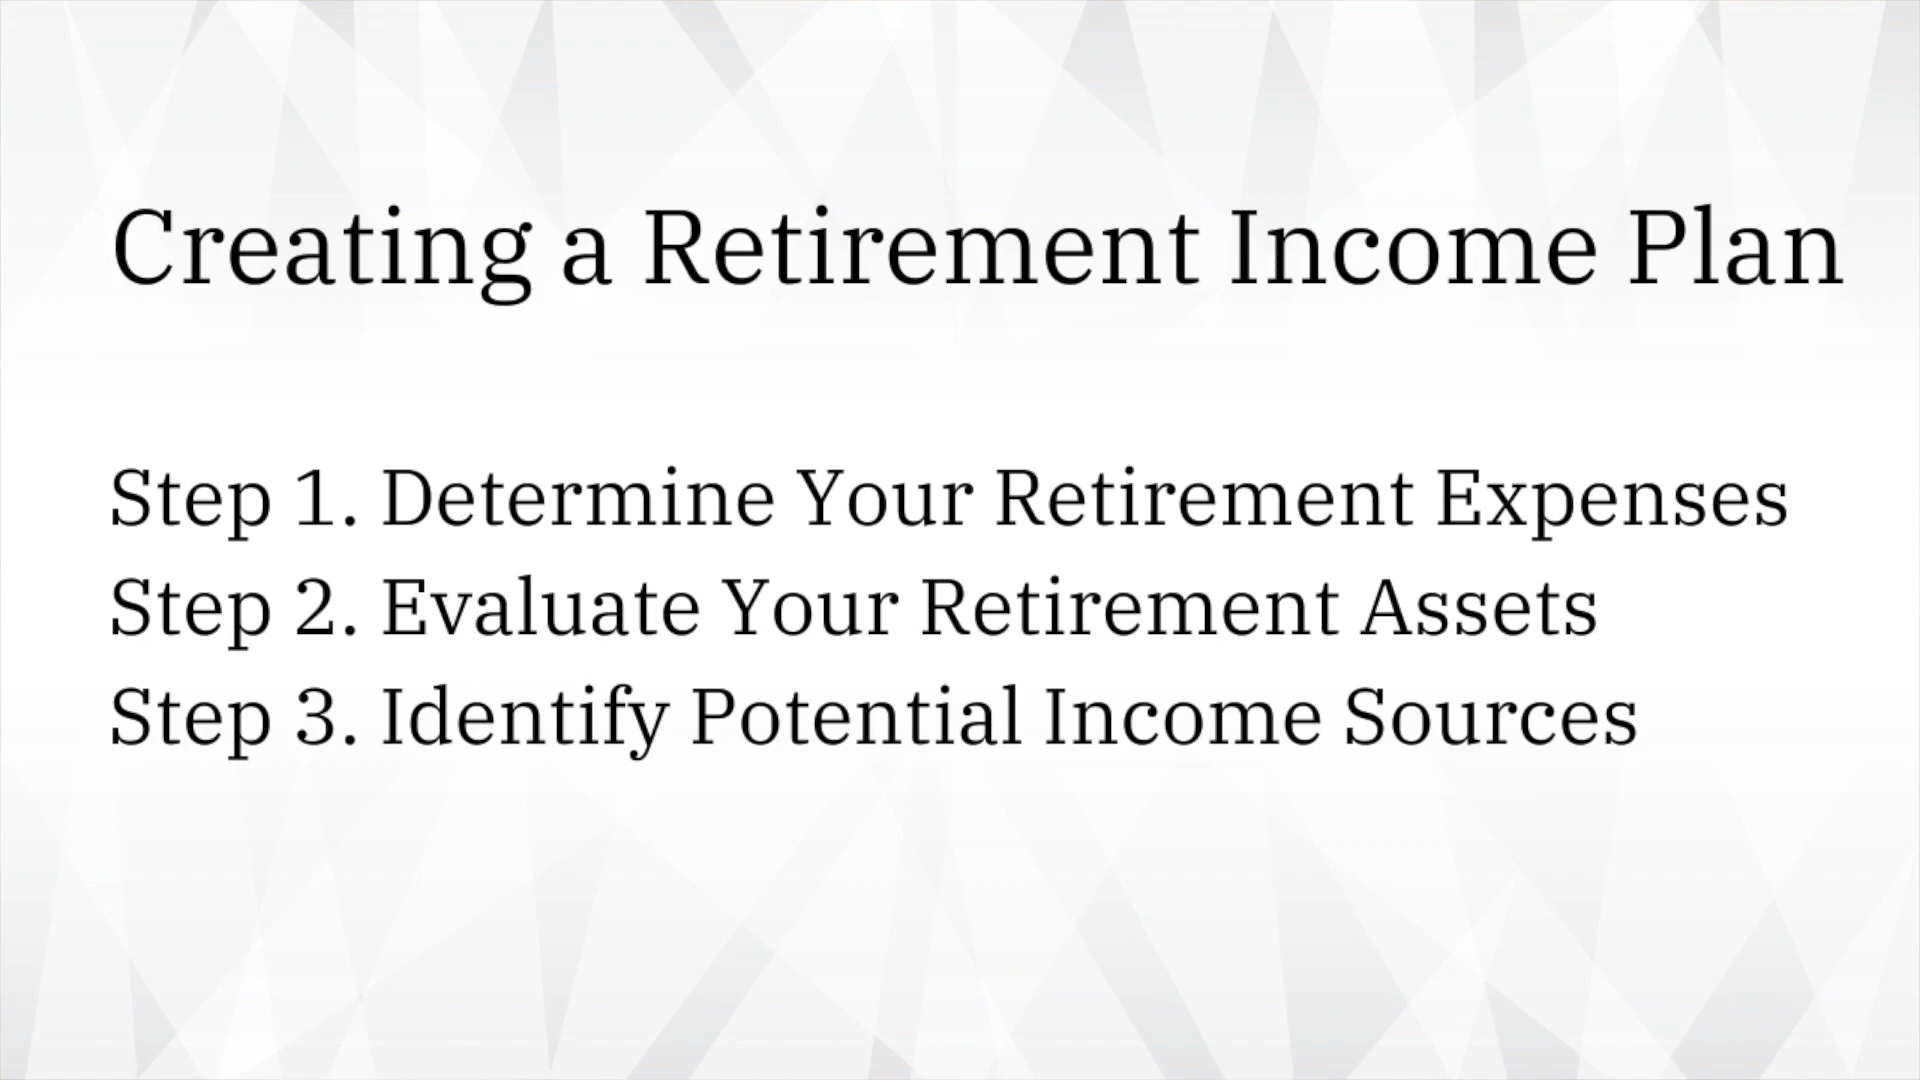 Creating a Retirement Income Plan
Step 1. Determine Your Retirement Expenses
Step 2. Evaluate Your Retirement Assets
Step 3. Identify Potential Income Sources